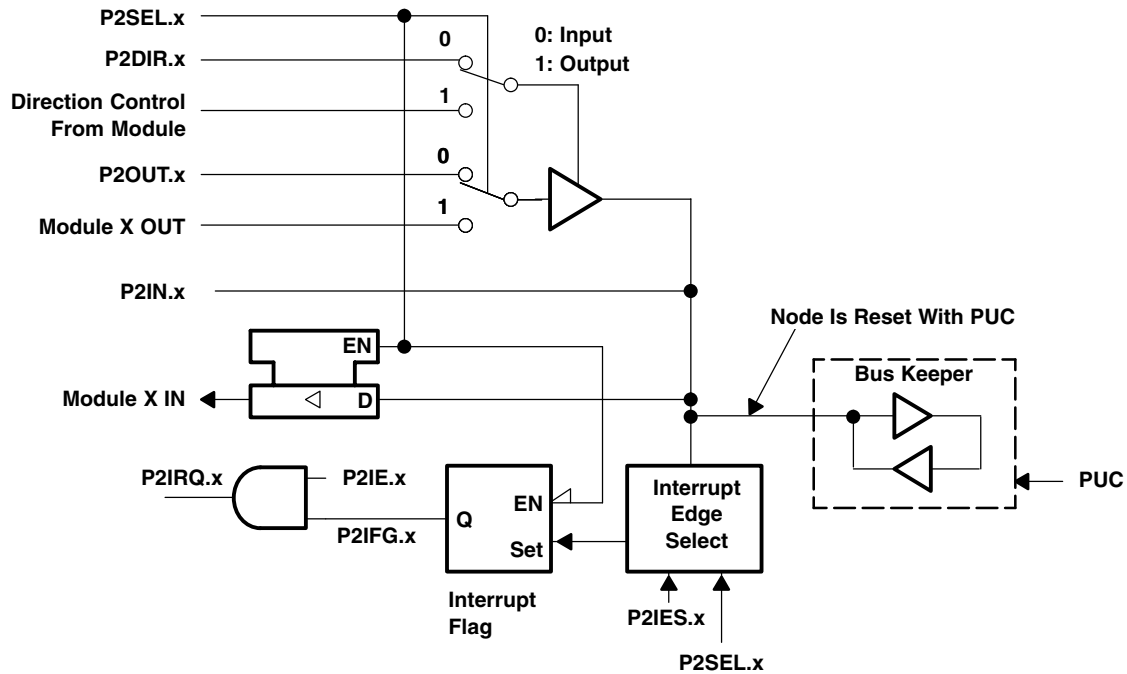 P2SEL.x
P2DIR.x
0
0: Input
1: Output
Direction Control
From Module
1
P2OUT.x
0
Module X OUT
1
P2IN.x
Node Is Reset With PUC
EN
Bus Keeper
Module X IN
D
P2IRQ.x
P2IE.x
P2IFG.x
Q
EN
Set
Interrupt
Flag
Interrupt
Edge
Select
PUC
P2IES.x
P2SEL.x